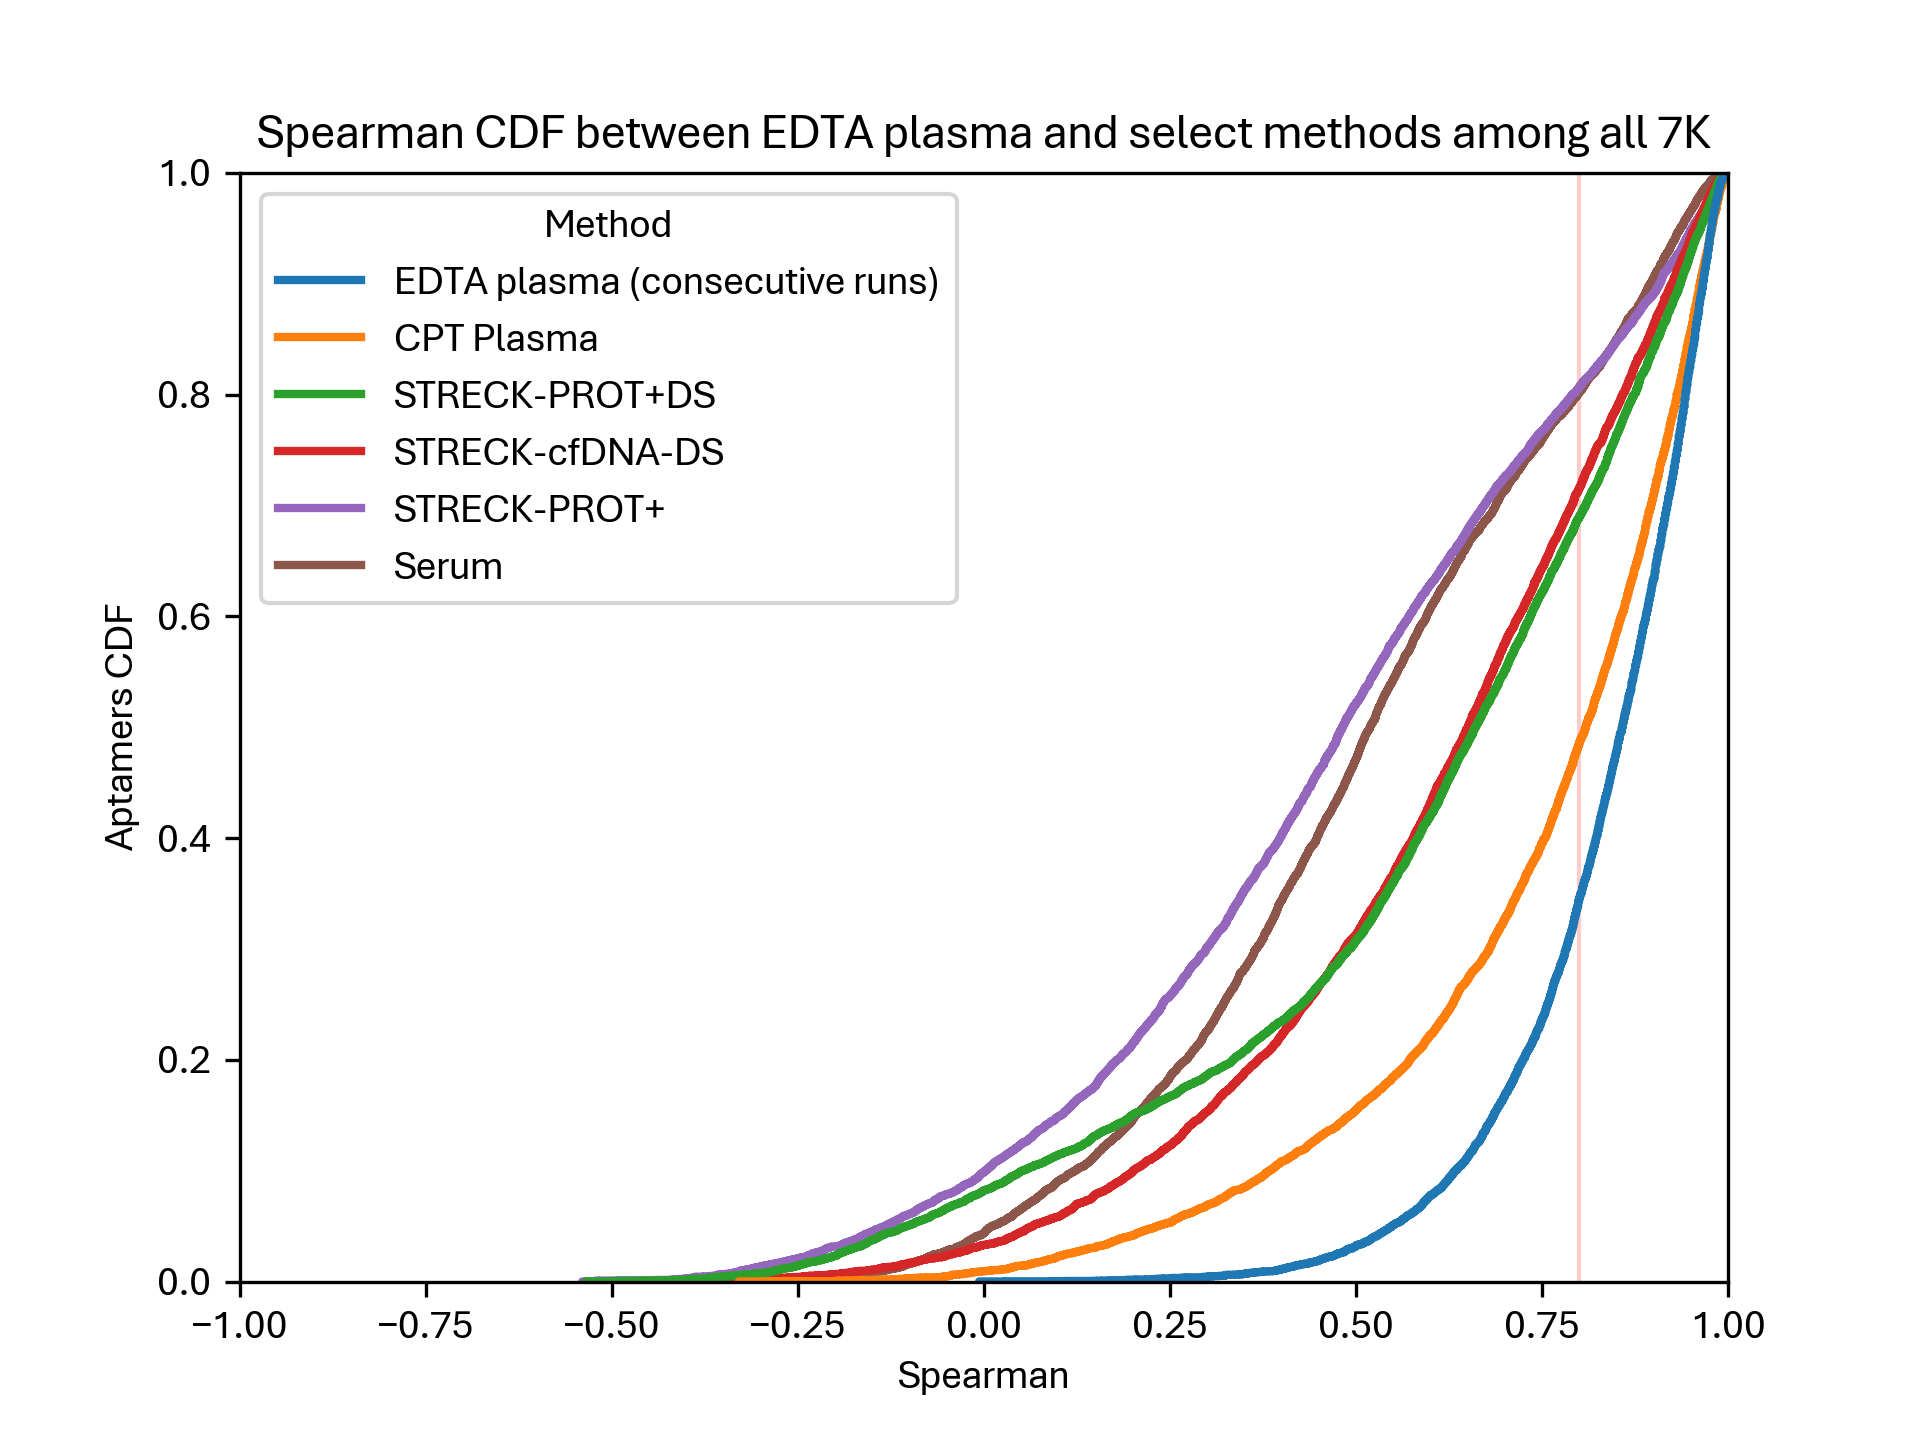 Spearman CDF between EDTA plasma and select methods among all 7K
1.0
0.8
0.6
0.4
0.2
0.0
Aptamers CDF
Method
EDTA plasma (consecutive runs)
CPT Plasma
STRECK-PROT+DS
STRECK-cfDNA-DS
STRECK-PROT+
Serum
−1.00 −0.75 −0.50 −0.25 0.00 0.25 0.50 0.75 1.00
Spearman